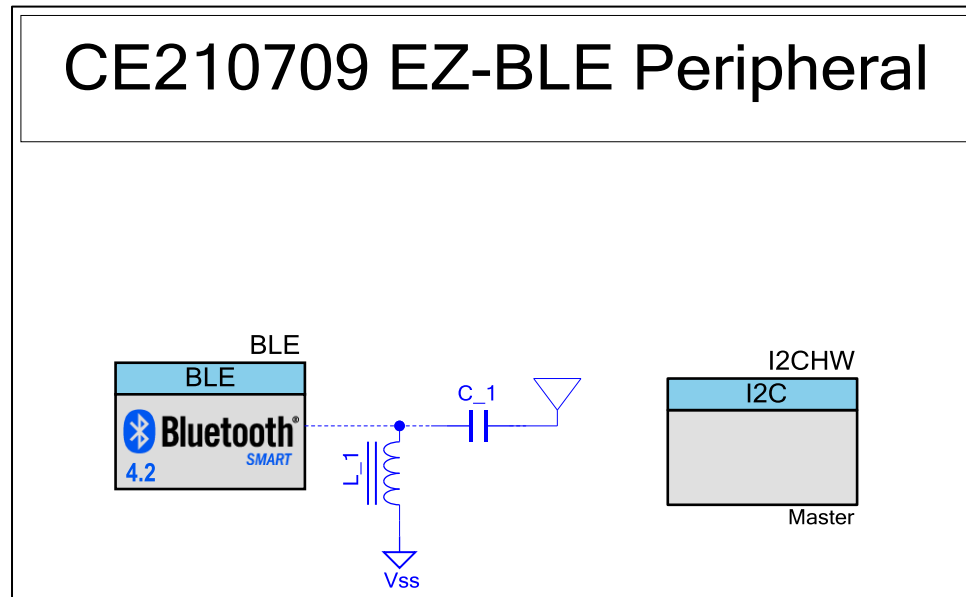 CE210709 EZ-BLE Peripheral
BLE
BLE
Bluetooth®
SMART
4.2
C_1
L_1
Vss
I2CHW
I2C
Master